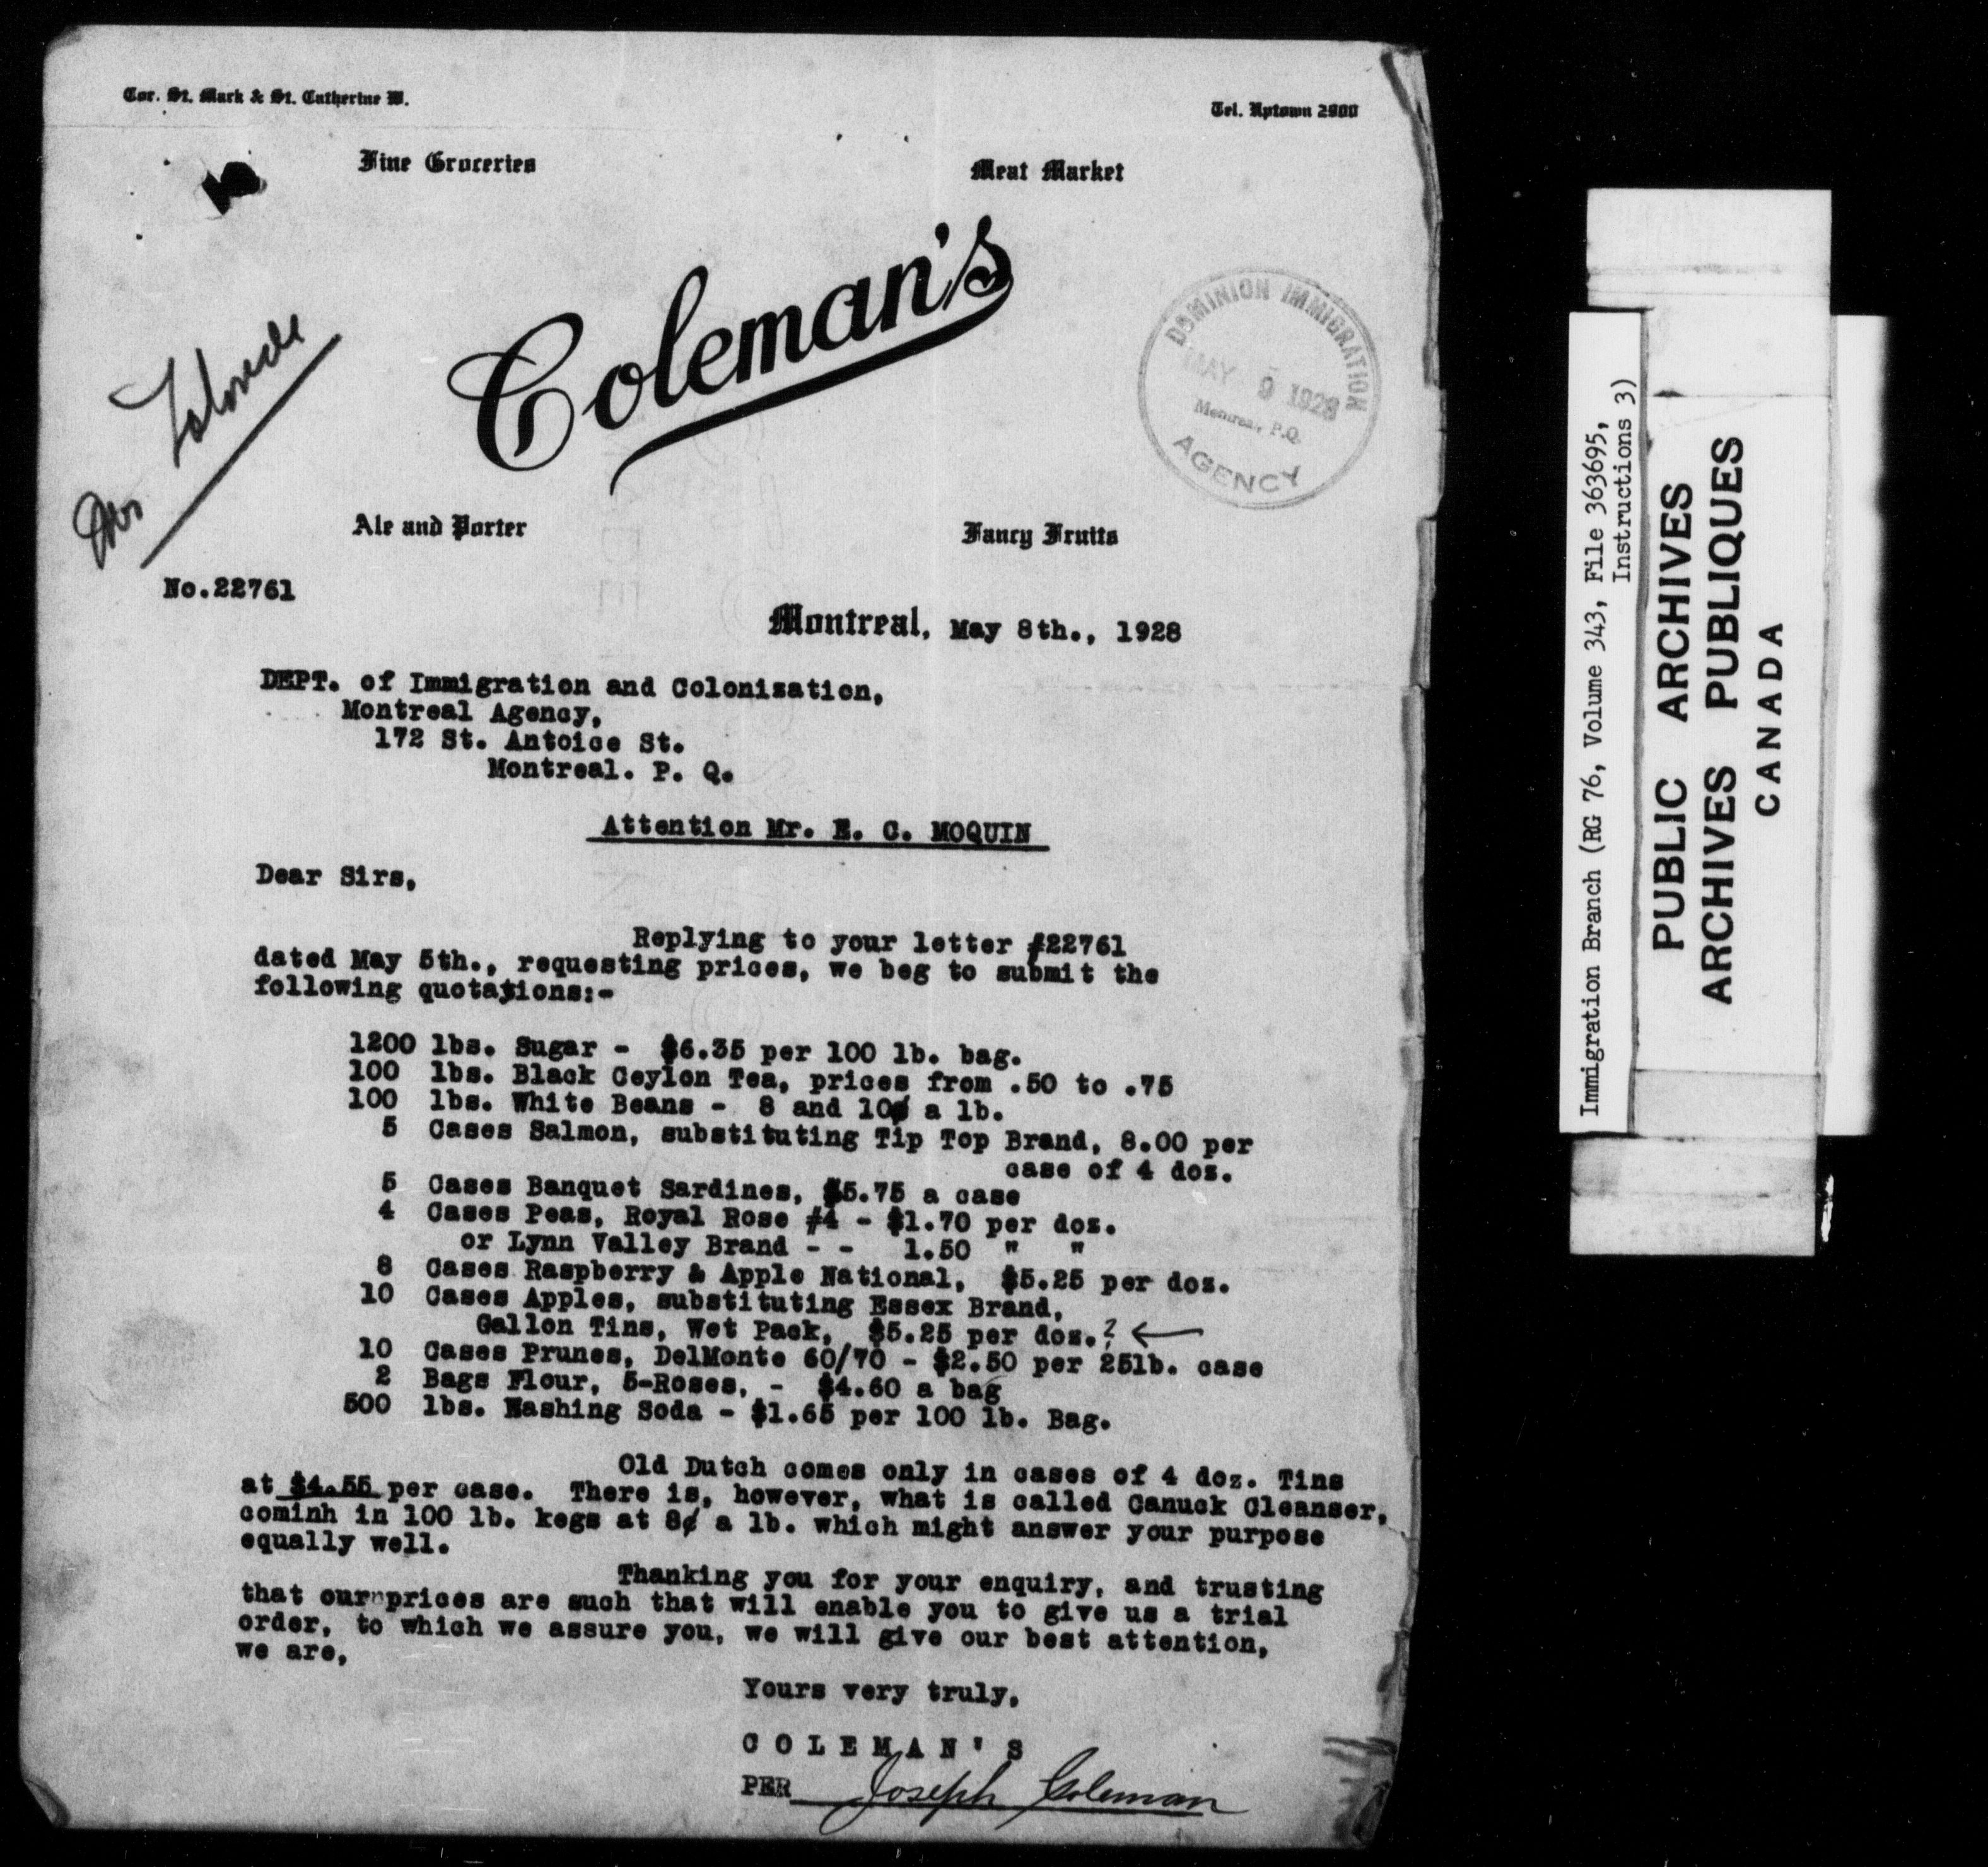 Cor. St. Mark & St. Catherine W.
Tel. Uptown 2900
Fine Groceries
Meat Market
Coleman's
DOMINION IMMIGRATION
MAY 9 1928
Montreal, P.Q.
AGENCY
Mr
Ale and Porter
Fancy Fruits
No.22761
Montreal, May 8th., 1928
DEPT. of Immigration and Colonization,
Montreal Agency,
172 St. Antoice St.
Montreal. P. Q.
Attention Mr. E. C. MOQUIN
Dear Sirs,
Replying to your letter #22761
dated May 5th., requesting prices, we beg to submit the
following quotations:-
1200 lbs. Sugar - $6.35 per 100 lb. bag.
100 lbs. Black Ceylon Tea, prices from .50 to .75
100 lbs. White Beans - 8 and 10¢ a lb.
5 Cases Salmon, substituting Tip Top Brand, 8.00 per
case of 4 doz.
5 Cases Banquet Sardines, $5.75 a case
4 Cases Peas, Royal Rose #4 - $1.70 per doz.
or Lynn Valley Brand - - 1.50 " "
8 Cases Raspberry & Apple National, $5.25 per doz.
10 Cases Apples, substituting Essex Brand,
Gallon Tins, Wet Pack, $5.25 per doz. ? ←
10 Cases Prunes, DelMonte 60/70 - $2.50 per 25lb. case
2 Bags Flour, 5-Roses, - $4.60 a bag
500 lbs. Washing Soda - $1.65 per 100 lb. Bag.
Old Dutch comes only in cases of 4 doz. Tins
at $4.55 per case. There is, however, what is called Canuck Cleanser,
cominh in 100 lb. kegs at 8¢ a lb. which might answer your purpose
equally well.
Thanking you for your enquiry, and trusting
that our prices are such that will enable you to give us a trial
order, to which we assure you, we will give our best attention,
we are,
Yours very truly,
COLEMAN'S
PER Joseph Coleman
Immigration Branch (RG 76, Volume 343, File 363695,
Instructions 3)
PUBLIC ARCHIVES
ARCHIVES PUBLIQUES
CANADA